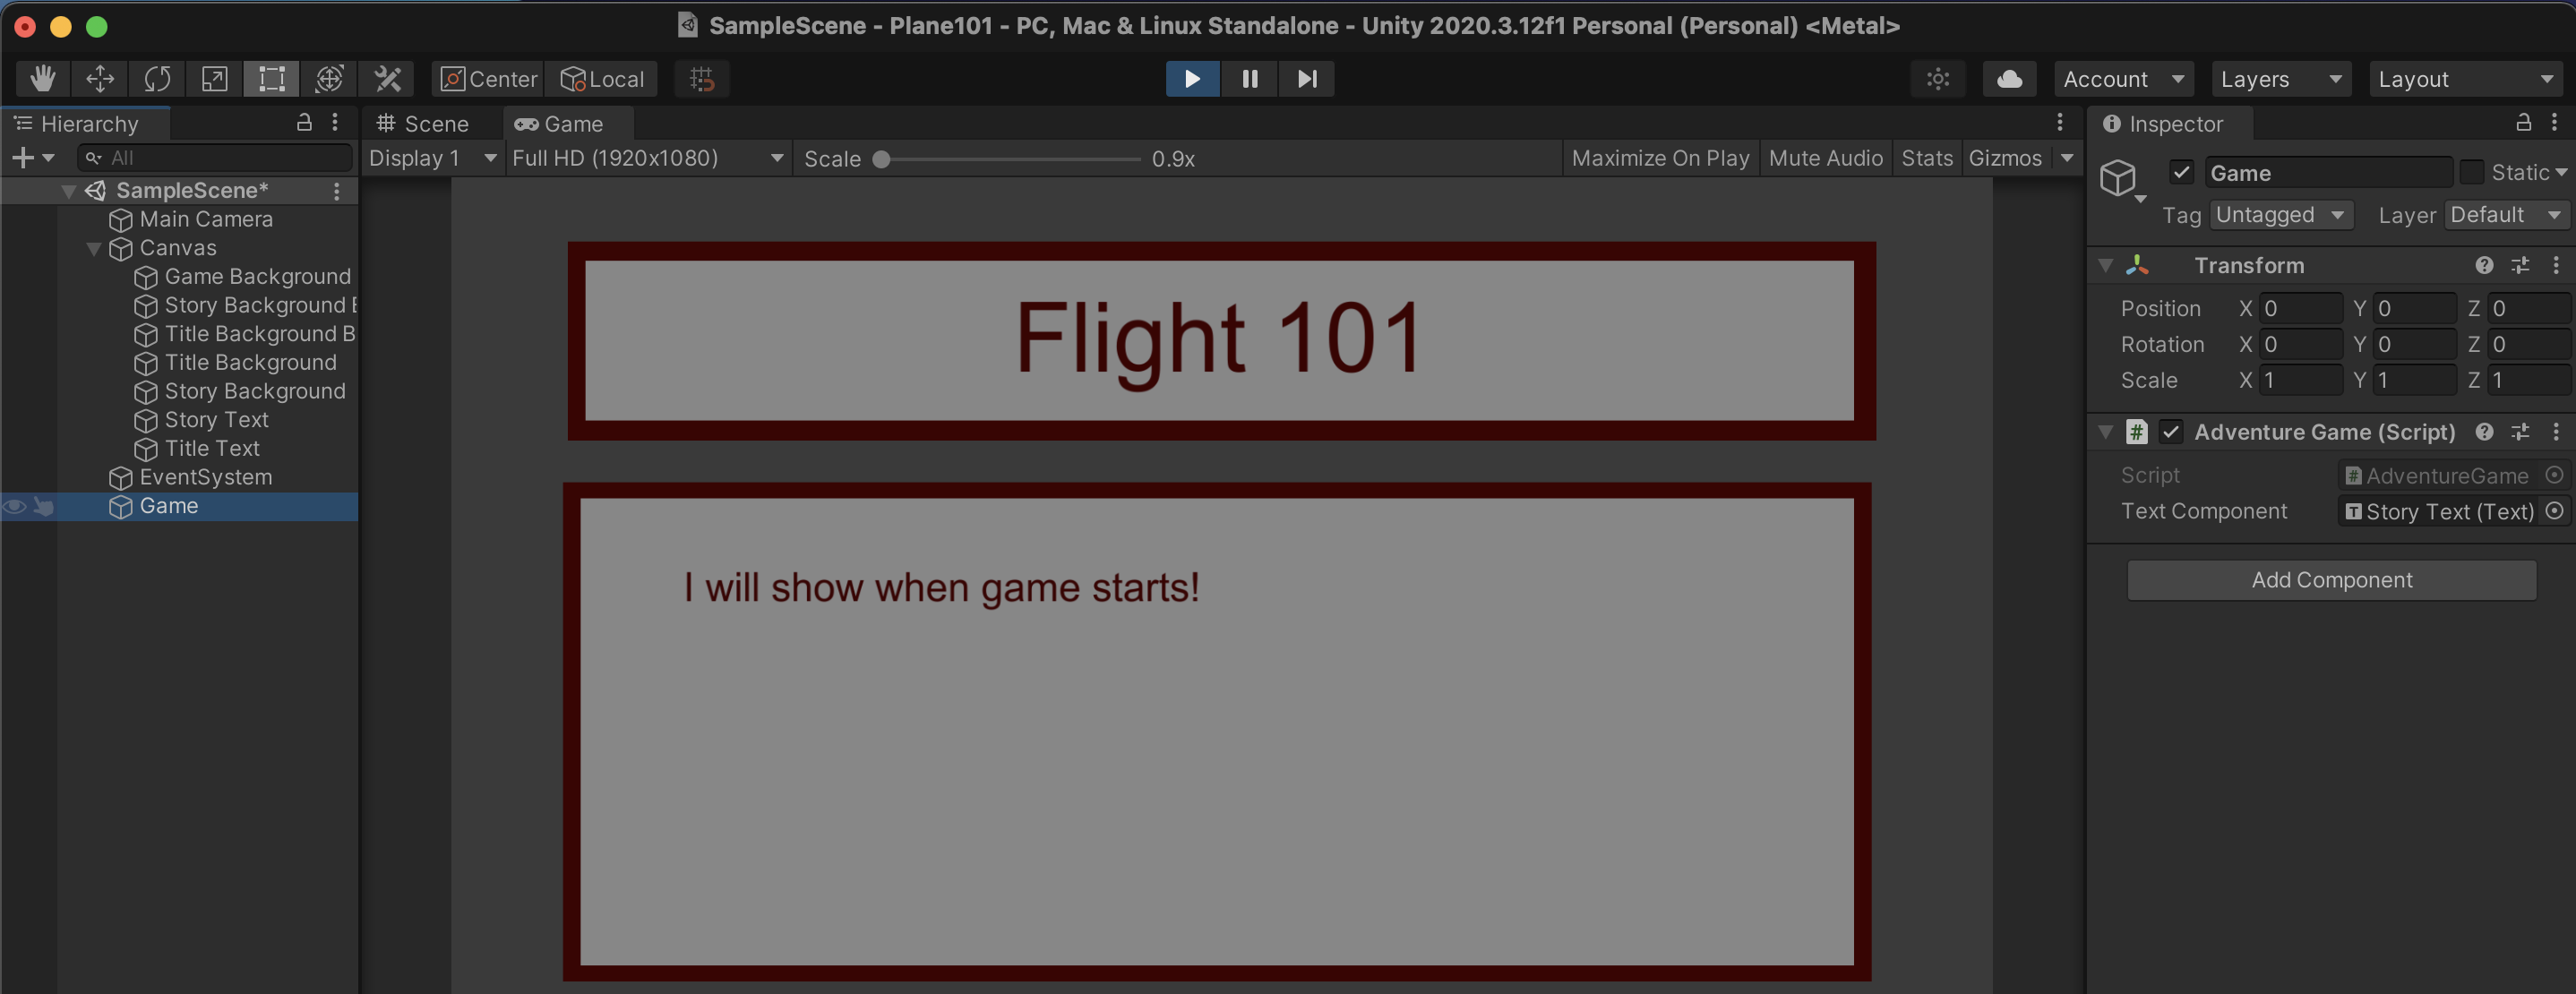 SampleScene - Plane101 - PC, Mac & Linux Standalone - Unity 2020.3.12f1 Personal (Personal) <Metal>
Center Local Account Layers Layout
Hierarchy
All
SampleScene*
Main Camera
Canvas
Game Background
Story Background B
Title Background B
Title Background
Story Background
Story Text
Title Text
EventSystem
Game
Scene Game
Display 1 Full HD (1920x1080) Scale 0.9x Maximize On Play Mute Audio Stats Gizmos
Flight 101
I will show when game starts!
Inspector
Game Static
Tag Untagged Layer Default
Transform
Position X 0 Y 0 Z 0
Rotation X 0 Y 0 Z 0
Scale X 1 Y 1 Z 1
# Adventure Game (Script)
Script # AdventureGame
Text Component T Story Text (Text)
Add Component